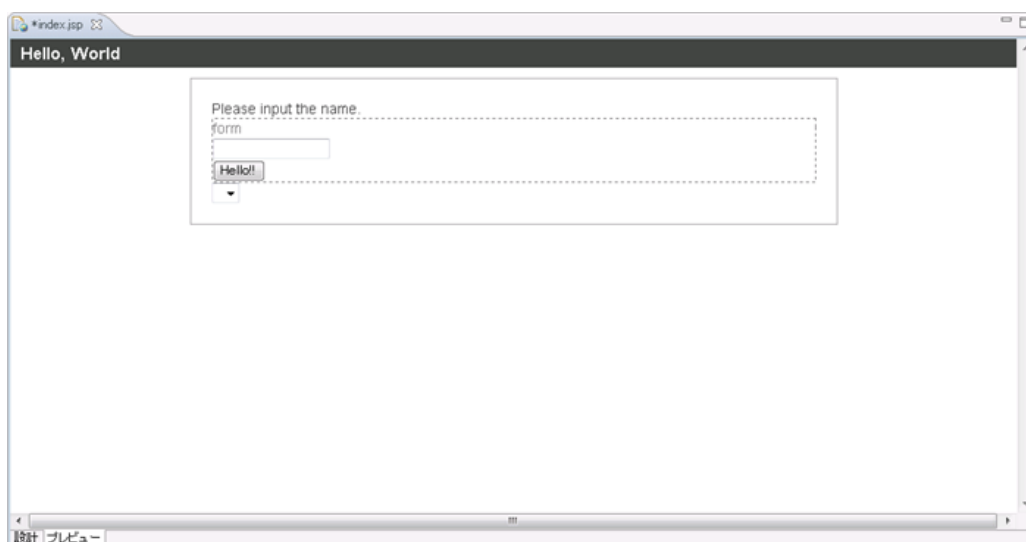 *index.jsp
Hello, World
Please input the name.
form
Hello!!
設計 プレビュー